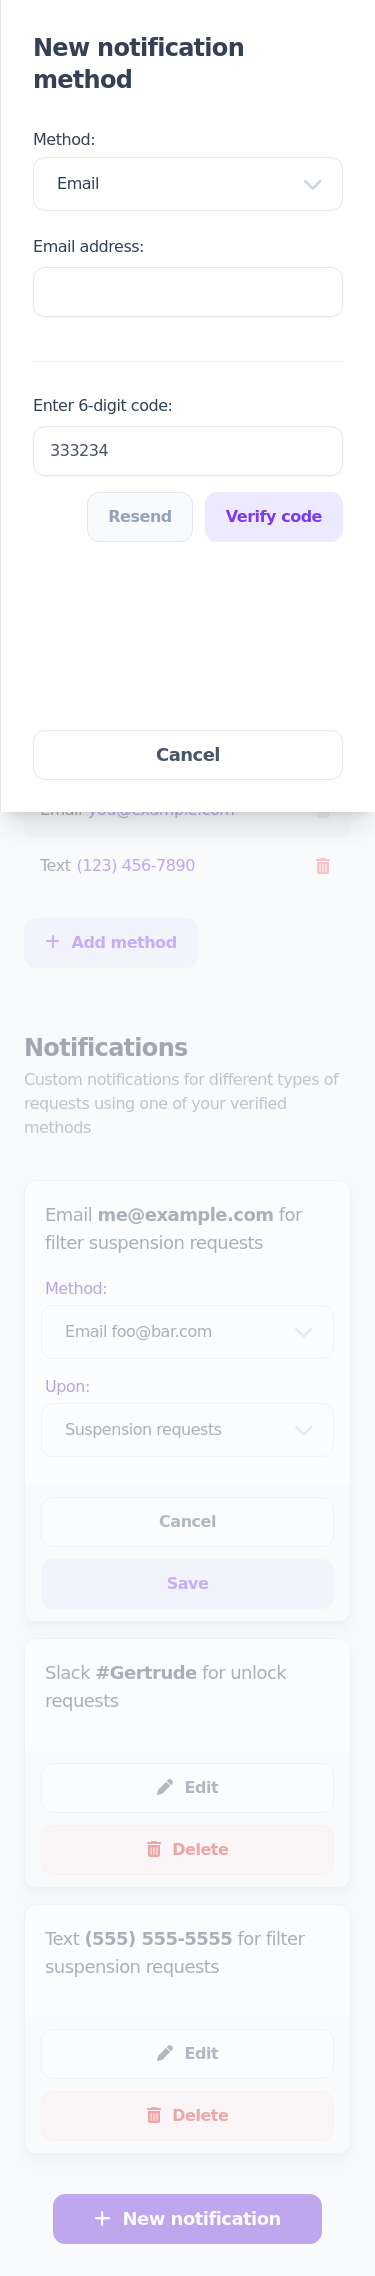 New notification
method
Method:
Email
Email address:
Enter 6-digit code:
333234
Resend
Verify code
Cancel
Email you@example.com
Text (123) 456-7890
+ Add method
Notifications
Custom notifications for different types of
requests using one of your verified
methods
Email me@example.com for
filter suspension requests
Method:
Email foo@bar.com
Upon:
Suspension requests
Cancel
Save
Slack #Gertrude for unlock
requests
Edit
Delete
Text (555) 555-5555 for filter
suspension requests
Edit
Delete
+ New notification